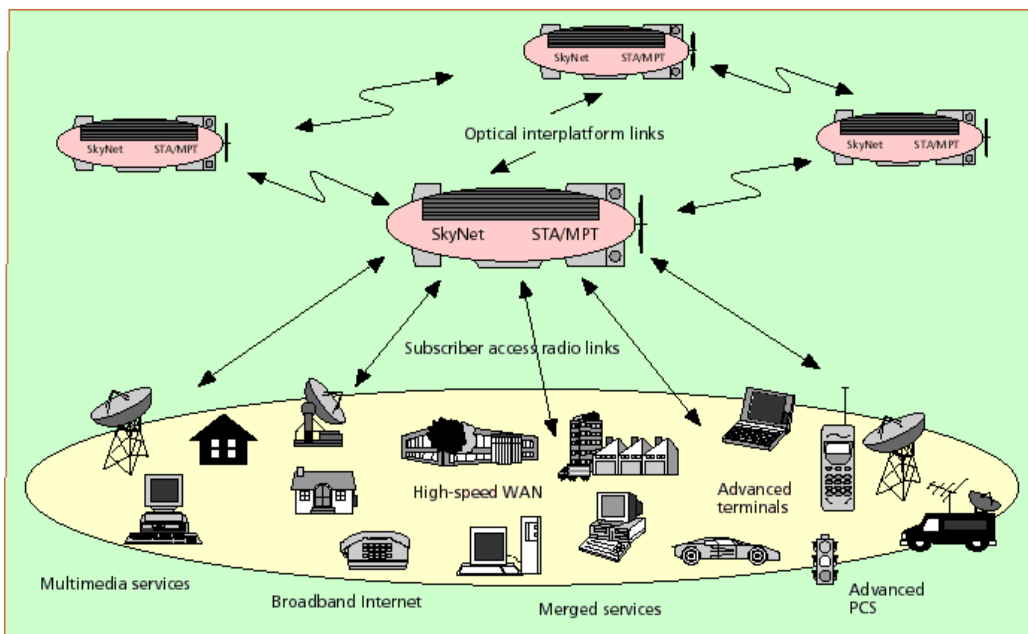 SkyNet STA/MPT
SkyNet STA/MPT
SkyNet STA/MPT
Optical interplatform links
SkyNet STA/MPT
Subscriber access radio links
High-speed WAN
Advanced
terminals
Multimedia services
Broadband Internet
Merged services
Advanced
PCS